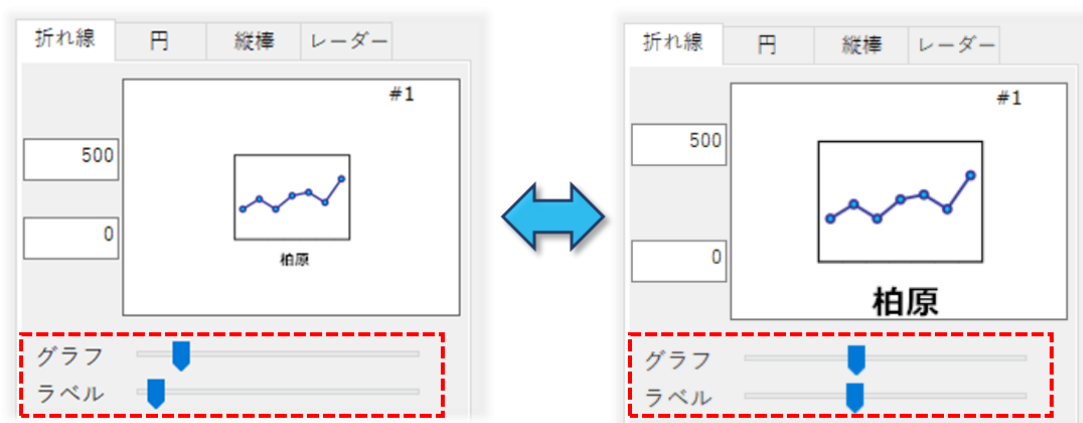 折れ線 円 縦棒 レーダー
#1
500
0
柏原
グラフ
ラベル
折れ線 円 縦棒 レーダー
#1
500
0
柏原
グラフ
ラベル